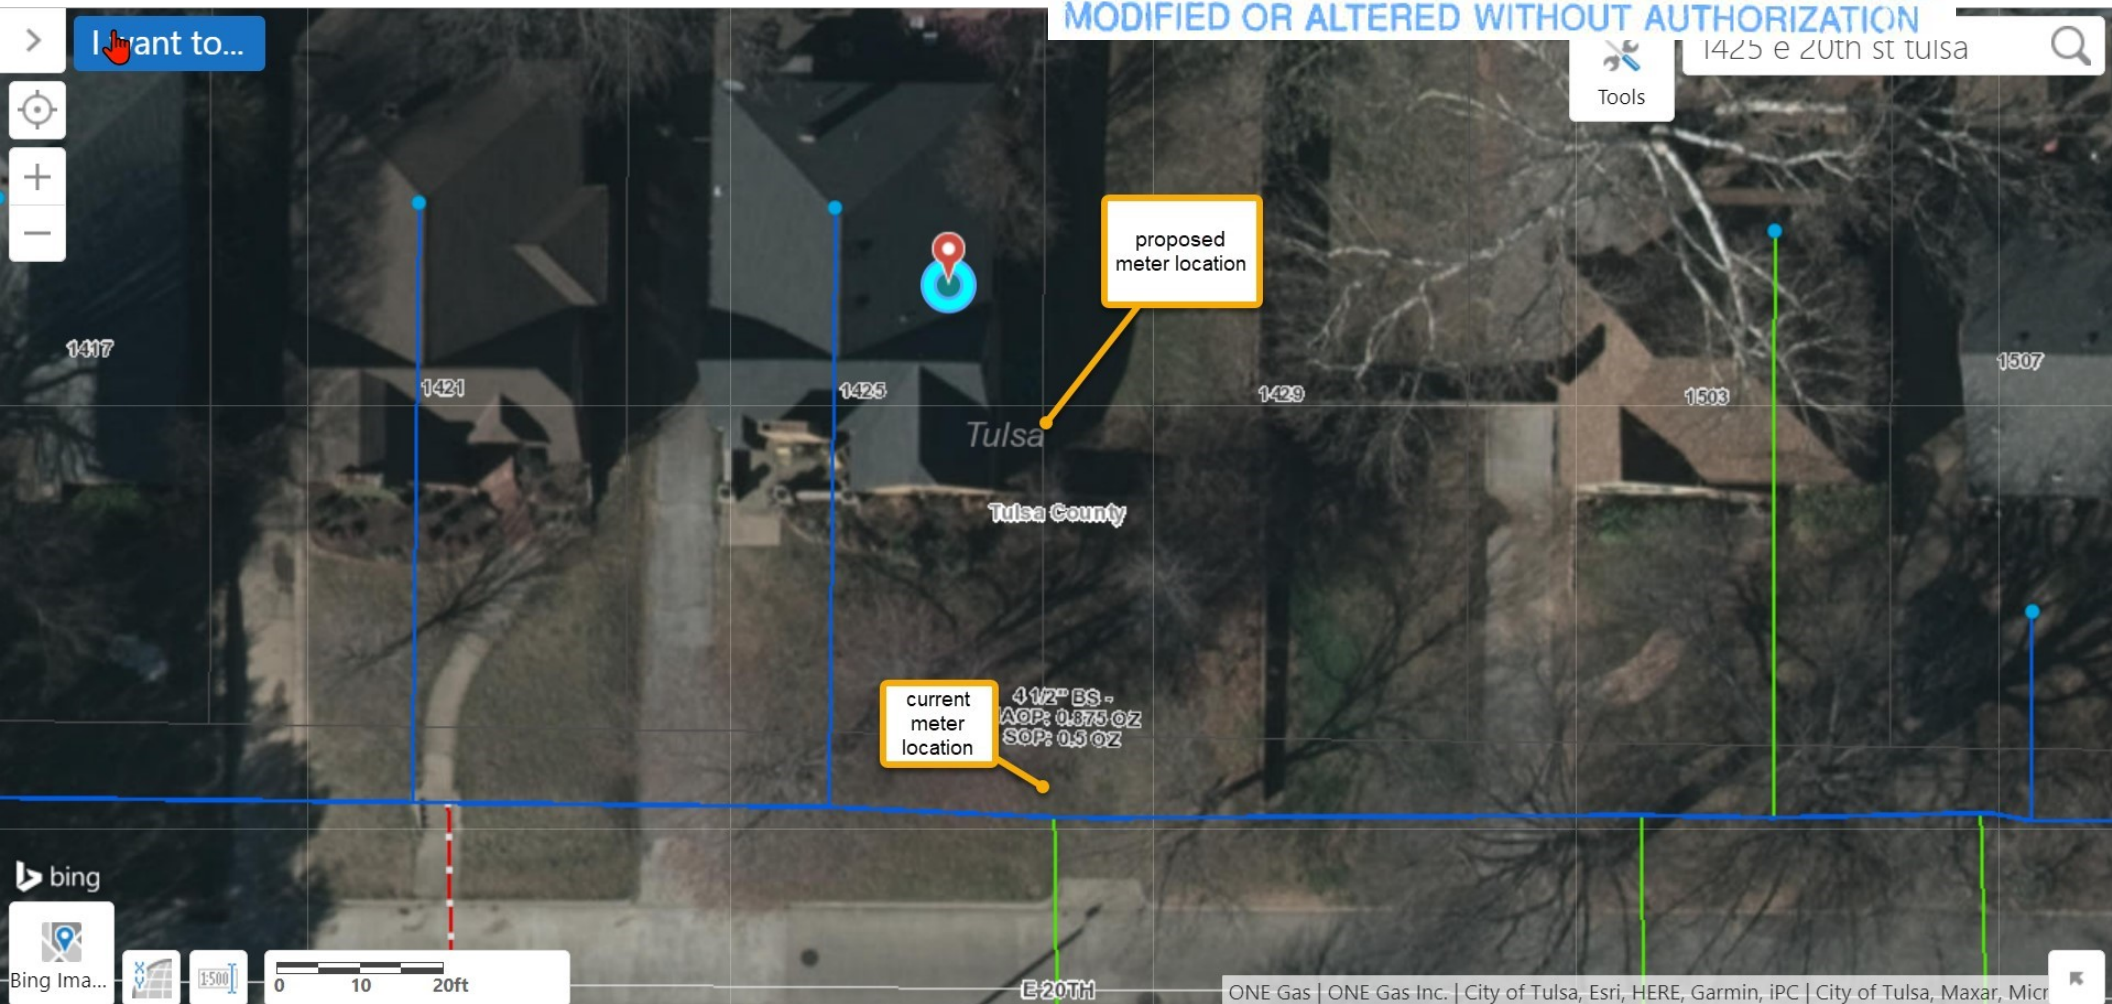 MODIFIED OR ALTERED WITHOUT AUTHORIZATION
I want to...
1425 e 20th st tulsa
Tools
proposed
meter location
1417
1421
1425
1429
1503
1507
Tulsa
Tulsa County
current
meter
location
4 1/2" BS -
AOP: 0.875 OZ
SOP: 0.5 OZ
bing
Bing Ima...
X
Y
1:500
0 10 20ft
E 20TH
ONE Gas | ONE Gas Inc. | City of Tulsa, Esri, HERE, Garmin, iPC | City of Tulsa, Maxar, Micr